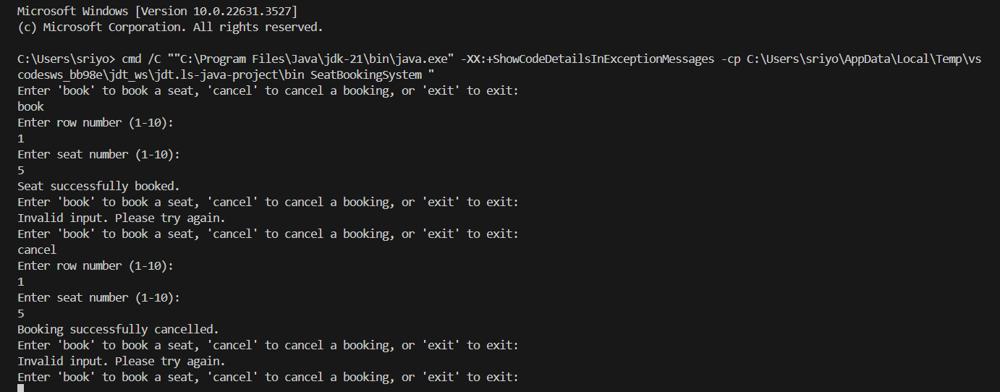 Microsoft Windows [Version 10.0.22631.3527]
(c) Microsoft Corporation. All rights reserved.
C:\Users\sriyo> cmd /C ""C:\Program Files\Java\jdk-21\bin\java.exe" -XX:+ShowCodeDetailsInExceptionMessages -cp C:\Users\sriyo\AppData\Local\Temp\vs
codesws_bb98e\jdt_ws\jdt.ls-java-project\bin SeatBookingSystem "
Enter 'book' to book a seat, 'cancel' to cancel a booking, or 'exit' to exit:
book
Enter row number (1-10):
1
Enter seat number (1-10):
5
Seat successfully booked.
Enter 'book' to book a seat, 'cancel' to cancel a booking, or 'exit' to exit:
Invalid input. Please try again.
Enter 'book' to book a seat, 'cancel' to cancel a booking, or 'exit' to exit:
cancel
Enter row number (1-10):
1
Enter seat number (1-10):
5
Booking successfully cancelled.
Enter 'book' to book a seat, 'cancel' to cancel a booking, or 'exit' to exit:
Invalid input. Please try again.
Enter 'book' to book a seat, 'cancel' to cancel a booking, or 'exit' to exit: